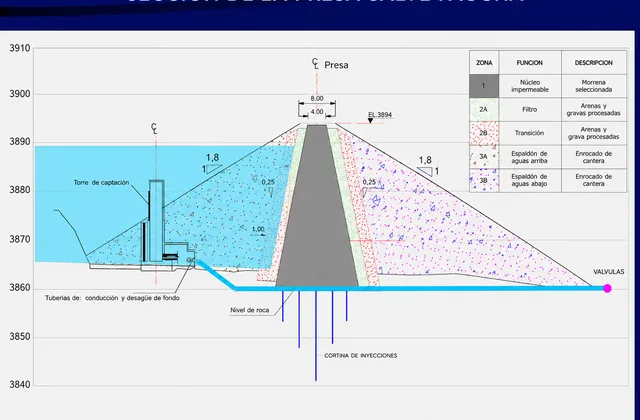 3910
3900
3890
3880
3870
3860
3850
3840
℄ Presa
8.00
4.00
EL.3894
℄
1,8
1
1,8
1
0,25
0,25
1,00
Torre de captación
Tuberias de: conducción y desagüe de fondo
Nivel de roca
CORTINA DE INYECCIONES
VALVULAS
ZONA FUNCION DESCRIPCION
1 Núcleo impermeable Morrena seleccionada
2A Filtro Arenas y gravas procesadas
2B Transición Arenas y grava procesadas
3A Espaldón de aguas arriba Enrocado de cantera
3B Espaldón de aguas abajo Enrocado de cantera